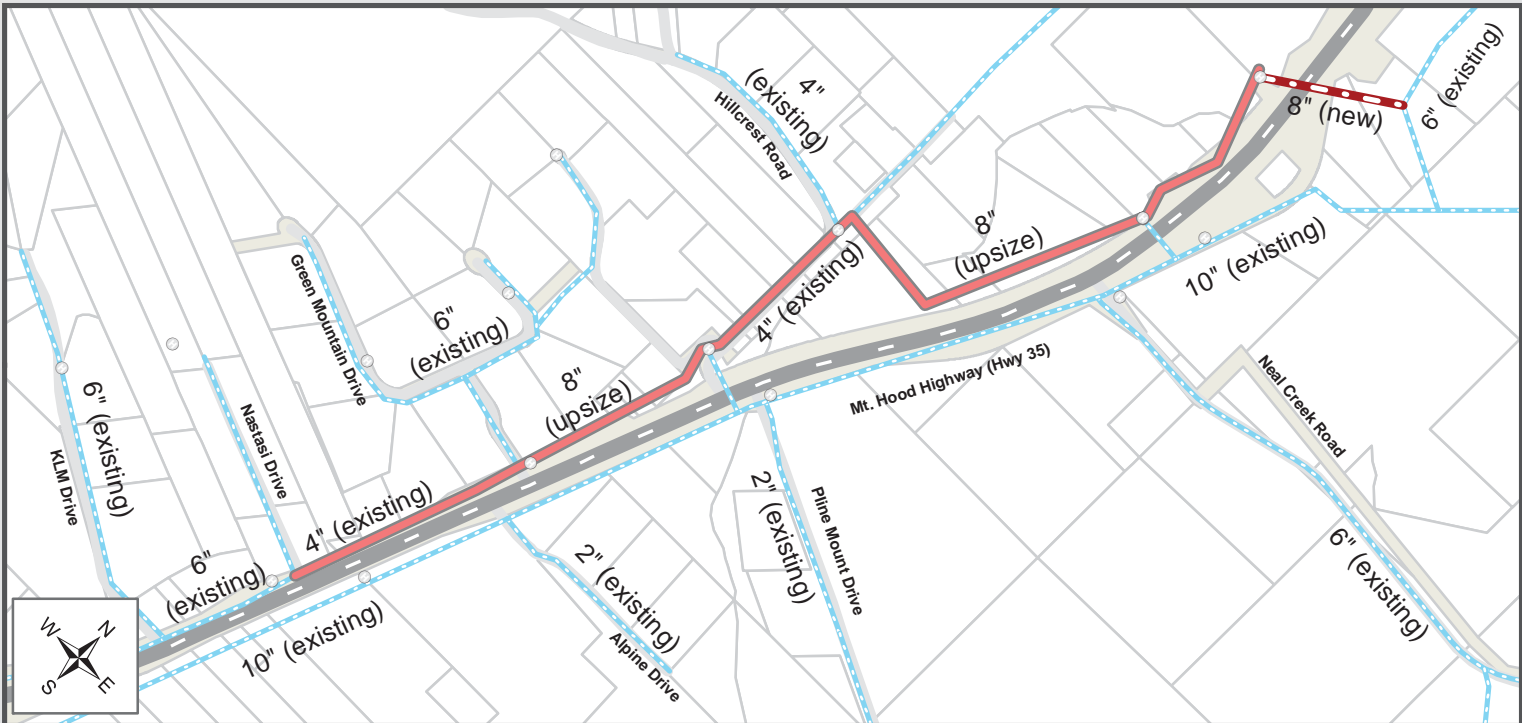 4"
(existing)
Hillcrest Road
8" (new)
6" (existing)
8"
(upsize)
10" (existing)
4" (existing)
Green Mountain Drive
6"
(existing)
8"
(upsize)
Mt. Hood Highway (Hwy 35)
Neal Creek Road
6" (existing)
KLM Drive
6" (existing)
Nastasi Drive
4" (existing)
6"
(existing)
10" (existing)
2" (existing)
Alpine Drive
2" (existing)
Pline Mount Drive
6" (existing)
W
N
S
E